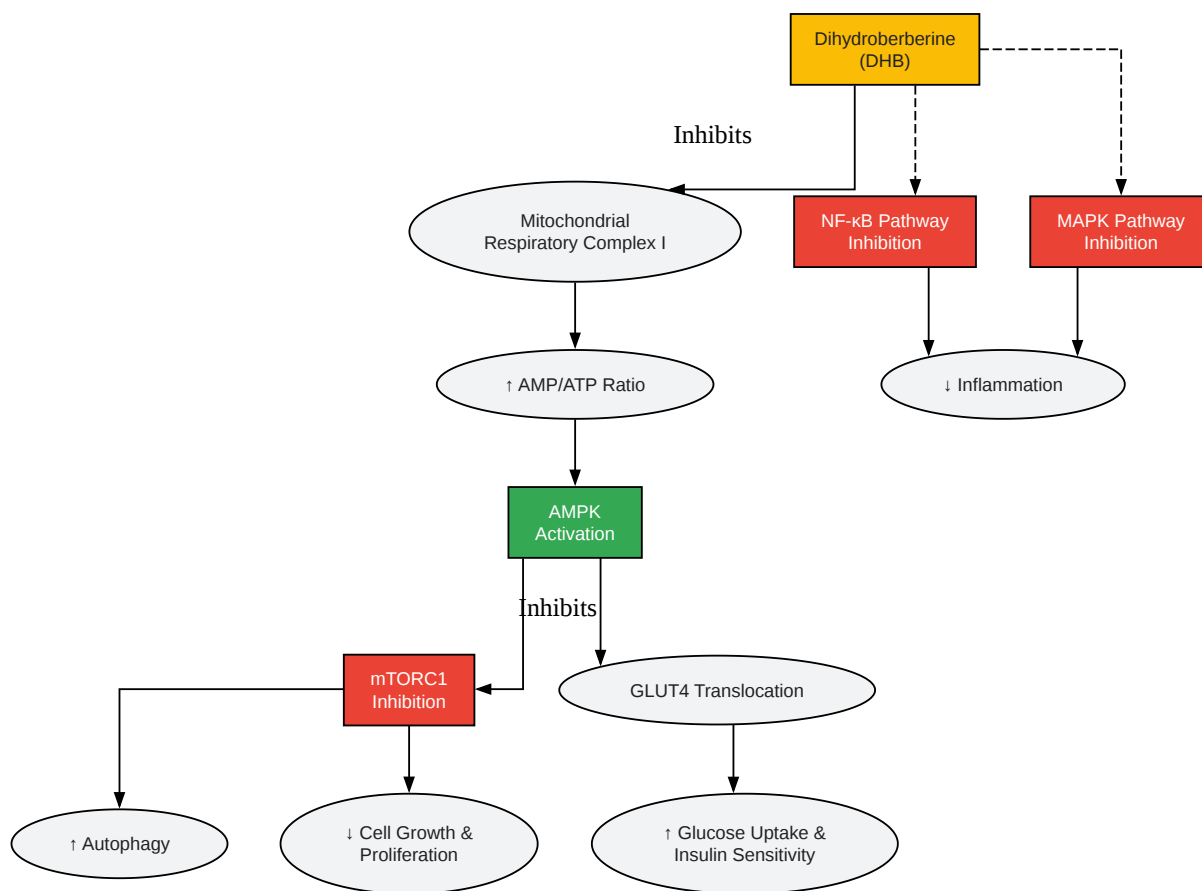 Dihydroberberine
(DHB)
Inhibits
Mitochondrial
Respiratory Complex I
NF-κB Pathway
Inhibition
MAPK Pathway
Inhibition
↑ AMP/ATP Ratio
↓ Inflammation
AMPK
Activation
Inhibits
mTORC1
Inhibition
GLUT4 Translocation
↑ Autophagy
↓ Cell Growth &
Proliferation
↑ Glucose Uptake &
Insulin Sensitivity